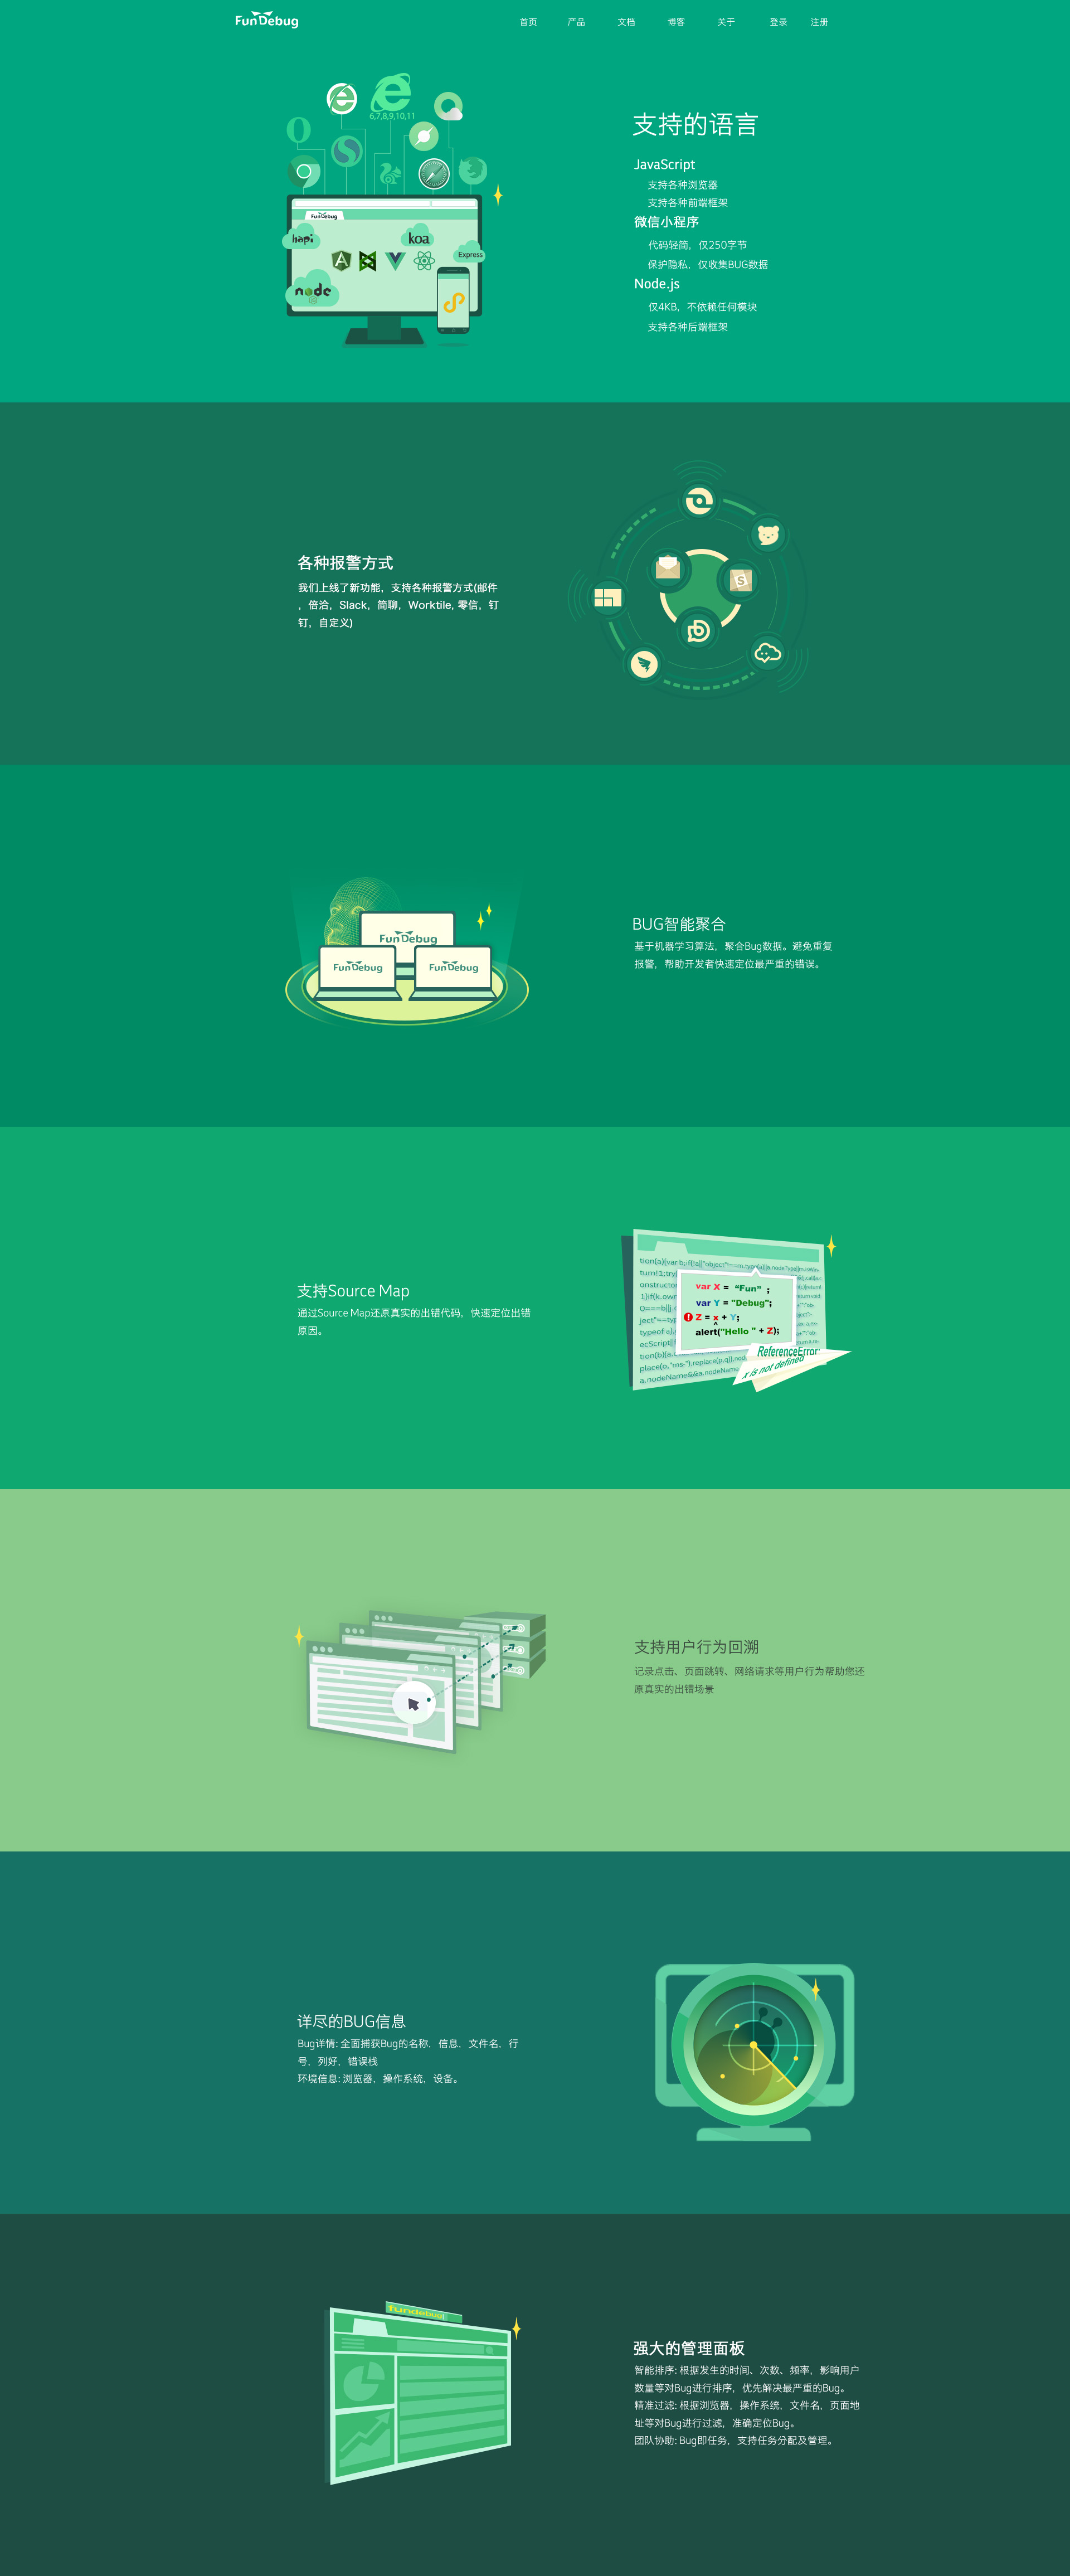 FunDebug
首页 产品 文档 博客 关于 登录 注册
6,7,8,9,10,11
FunDebug
hapi
koa
Express
node
JS
支持的语言
JavaScript
支持各种浏览器
支持各种前端框架
微信小程序
代码轻简，仅250字节
保护隐私，仅收集BUG数据
Node.js
仅4KB，不依赖任何模块
支持各种后端框架
各种报警方式
我们上线了新功能，支持各种报警方式(邮件
，倍洽，Slack，简聊，Worktile, 零信，钉
钉，自定义)
S
FunDebug
FunDebug
FunDebug
BUG智能聚合
基于机器学习算法，聚合Bug数据。避免重复
报警，帮助开发者快速定位最严重的错误。
支持Source Map
通过Source Map还原真实的出错代码，快速定位出错
原因。
var X = “Fun” ;
var Y = "Debug";
Z = x + Y;
alert("Hello " + Z);
ReferenceError:
x is not defined
支持用户行为回溯
记录点击、页面跳转、网络请求等用户行为帮助您还
原真实的出错场景
详尽的BUG信息
Bug详情: 全面捕获Bug的名称，信息，文件名，行
号，列好，错误栈
环境信息: 浏览器，操作系统，设备。
fundebug
强大的管理面板
智能排序: 根据发生的时间、次数、频率，影响用户
数量等对Bug进行排序，优先解决最严重的Bug。
精准过滤: 根据浏览器，操作系统，文件名，页面地
址等对Bug进行过滤，准确定位Bug。
团队协助: Bug即任务，支持任务分配及管理。